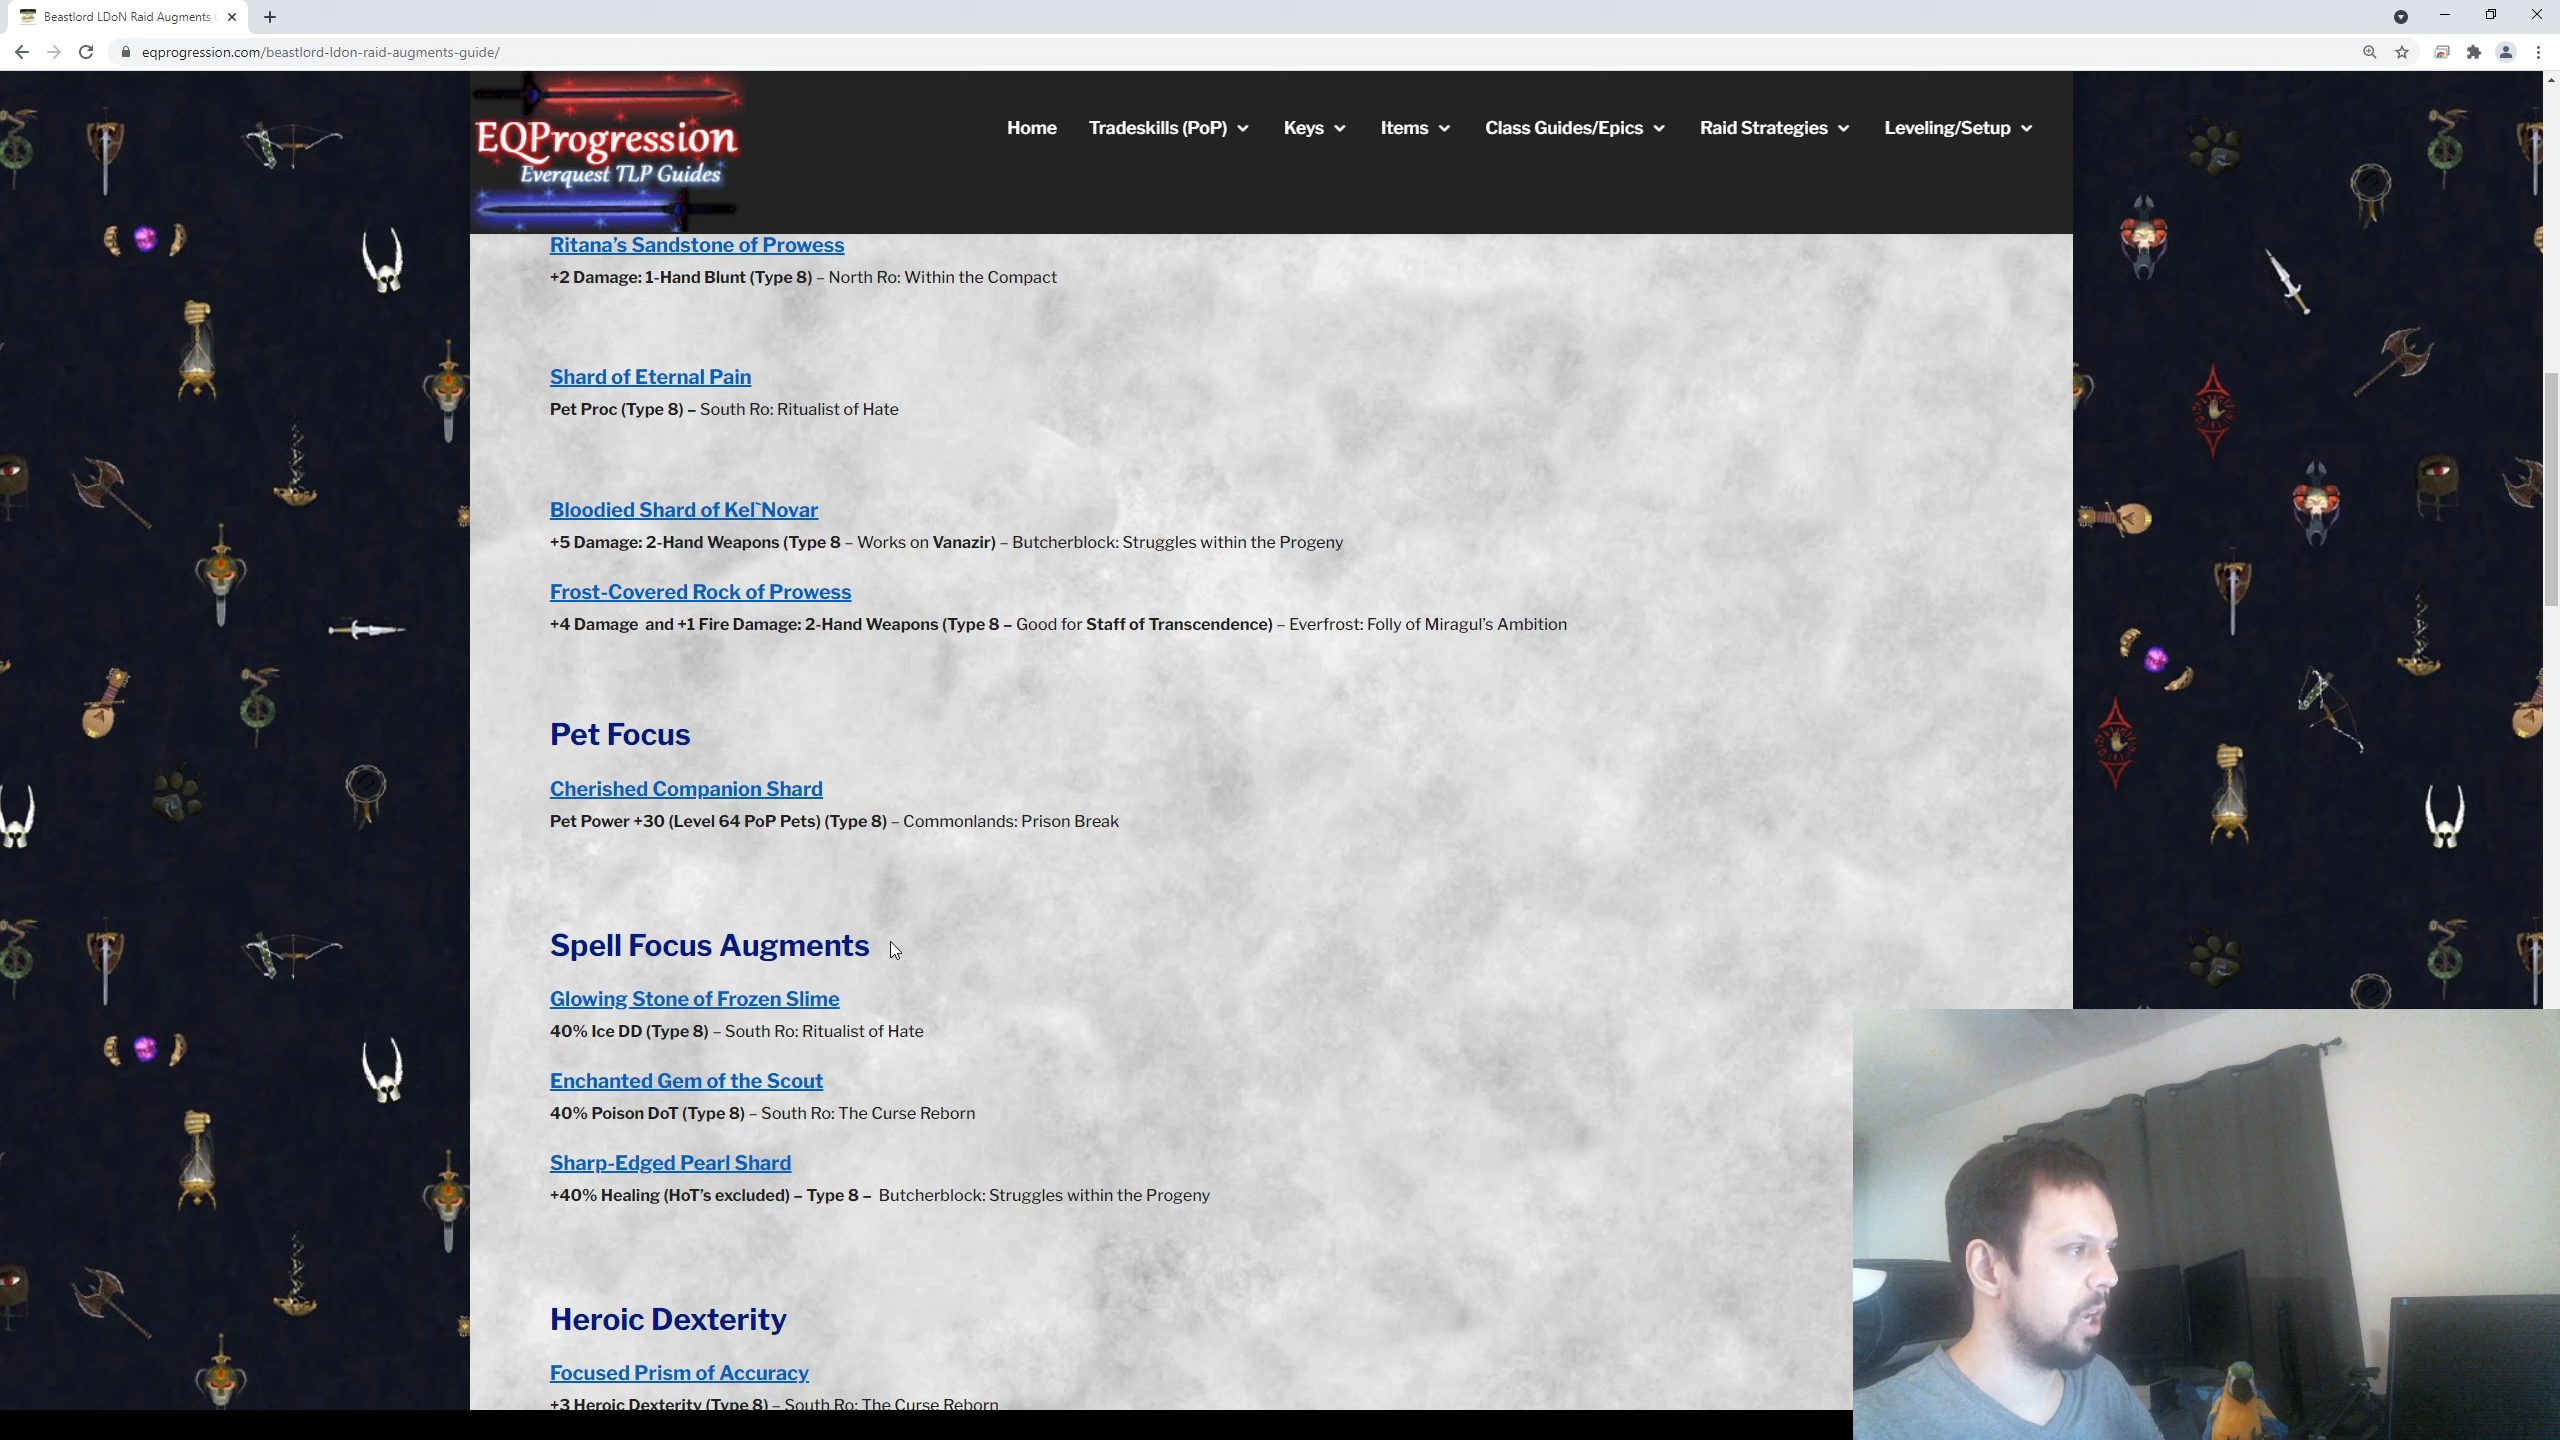 Beastlord LDoN Raid Augments
eqprogression.com/beastlord-ldon-raid-augments-guide/
EQProgression
Everquest TLP Guides
Home Tradeskills (PoP) Keys Items Class Guides/Epics Raid Strategies Leveling/Setup
Ritana's Sandstone of Prowess
+2 Damage: 1-Hand Blunt (Type 8) – North Ro: Within the Compact
Shard of Eternal Pain
Pet Proc (Type 8) – South Ro: Ritualist of Hate
Bloodied Shard of Kel`Novar
+5 Damage: 2-Hand Weapons (Type 8 – Works on Vanazir) – Butcherblock: Struggles within the Progeny
Frost-Covered Rock of Prowess
+4 Damage and +1 Fire Damage: 2-Hand Weapons (Type 8 – Good for Staff of Transcendence) – Everfrost: Folly of Miragul's Ambition
Pet Focus
Cherished Companion Shard
Pet Power +30 (Level 64 PoP Pets) (Type 8) – Commonlands: Prison Break
Spell Focus Augments
Glowing Stone of Frozen Slime
40% Ice DD (Type 8) – South Ro: Ritualist of Hate
Enchanted Gem of the Scout
40% Poison DoT (Type 8) – South Ro: The Curse Reborn
Sharp-Edged Pearl Shard
+40% Healing (HoT's excluded) – Type 8 – Butcherblock: Struggles within the Progeny
Heroic Dexterity
Focused Prism of Accuracy
+3 Heroic Dexterity (Type 8) – South Ro: The Curse Reborn